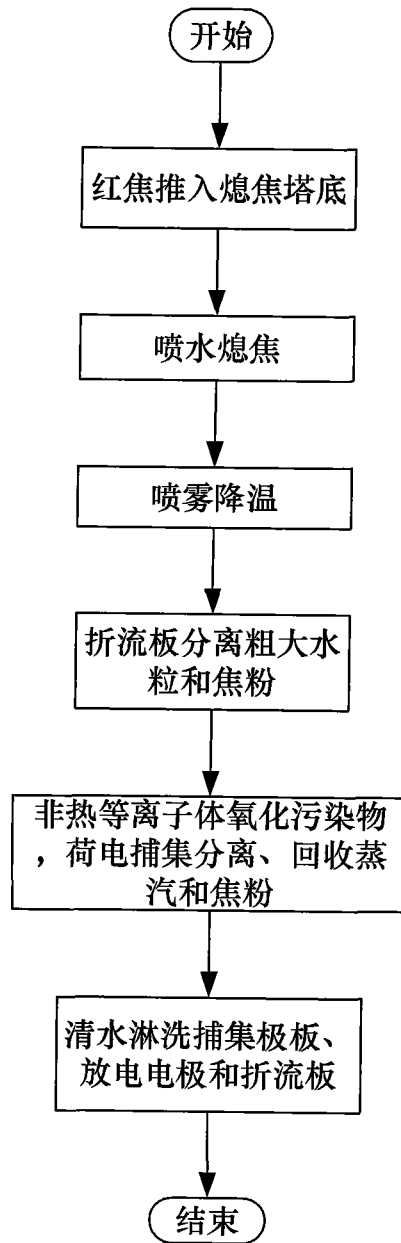 开始
红焦推入熄焦塔底
喷水熄焦
喷雾降温
折流板分离粗大水
粒和焦粉
非热等离子体氧化污染物
，荷电捕集分离、回收蒸
汽和焦粉
清水淋洗捕集极板、
放电电极和折流板
结束